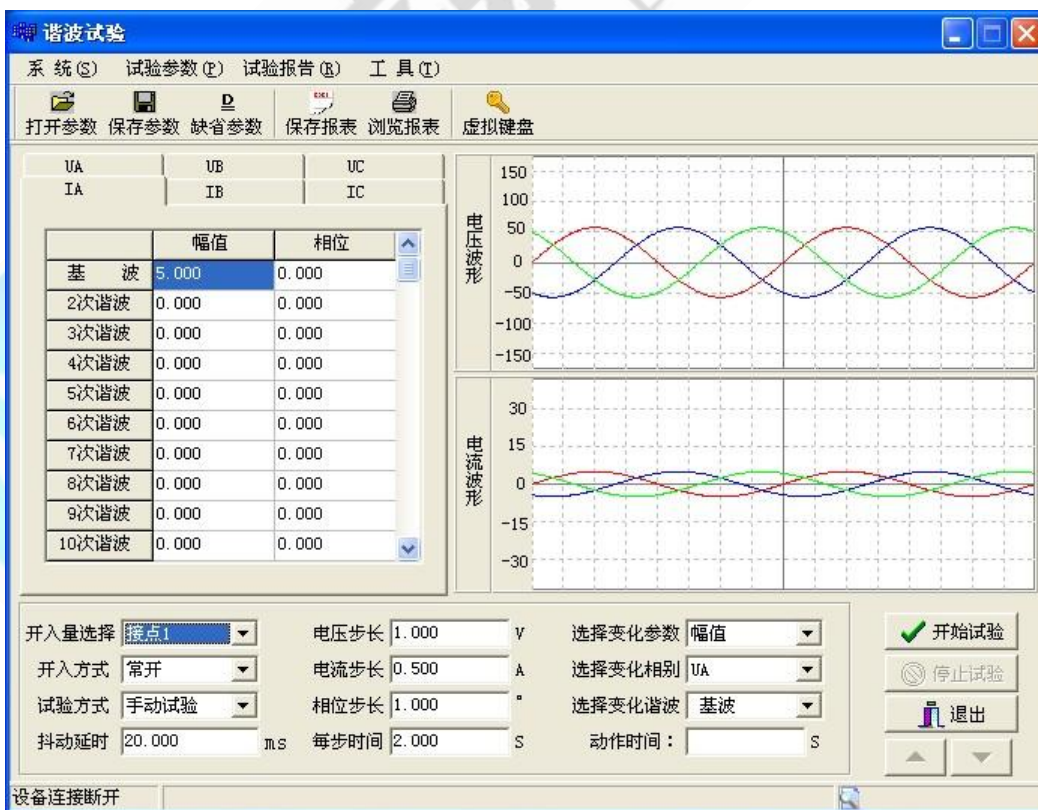 谐波试验
系 统(S) 试验参数(P) 试验报告(R) 工 具(T)
打开参数 保存参数 缺省参数 保存报表 浏览报表 虚拟键盘
UA UB UC
IA IB IC
幅值 相位
基 波 5.000 0.000
2次谐波 0.000 0.000
3次谐波 0.000 0.000
4次谐波 0.000 0.000
5次谐波 0.000 0.000
6次谐波 0.000 0.000
7次谐波 0.000 0.000
8次谐波 0.000 0.000
9次谐波 0.000 0.000
10次谐波 0.000 0.000
电压波形
150
100
50
0
-50
-100
-150
电流波形
30
15
0
-15
-30
开入量选择 接点1 电压步长 1.000 V 选择变化参数 幅值
开入方式 常开 电流步长 0.500 A 选择变化相别 UA
试验方式 手动试验 相位步长 1.000 ° 选择变化谐波 基波
抖动延时 20.000 ms 每步时间 2.000 S 动作时间： S
开始试验
停止试验
退出
设备连接断开